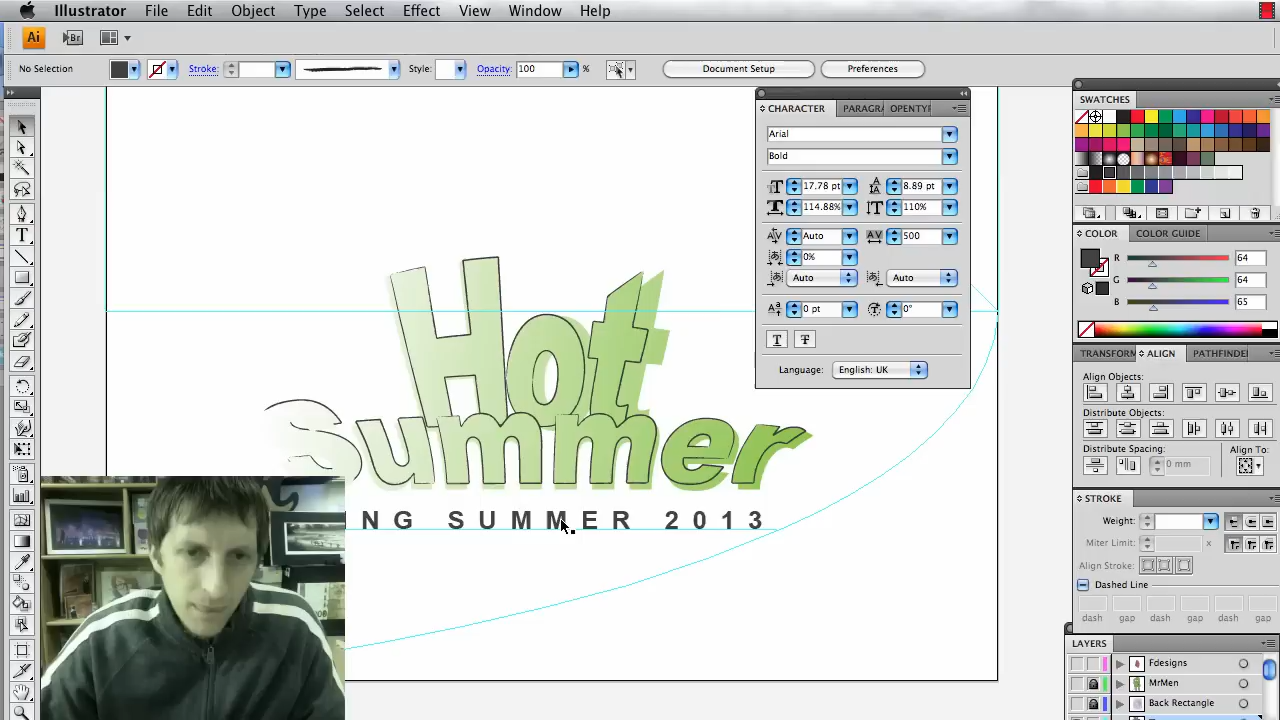 Illustrator File Edit Object Type Select Effect View Window Help
Ai Br
No Selection Stroke: Style: Opacity: 100 % Document Setup Preferences
CHARACTER PARAGRA OPENTYP
Arial
Bold
17.78 pt 8.89 pt
114.88% 110%
Auto 500
0%
Auto Auto
0 pt 0°
T T
Language: English: UK
SWATCHES
COLOR COLOR GUIDE
R 64
G 64
B 65
TRANSFORM ALIGN PATHFINDE
Align Objects:
Distribute Objects:
Distribute Spacing: Align To:
0 mm
STROKE
Weight:
Miter Limit: x
Align Stroke:
Dashed Line
dash gap dash gap dash gap
LAYERS
Fdesigns
MrMen
Back Rectangle
Hot
Summer
NG SUMMER 2013